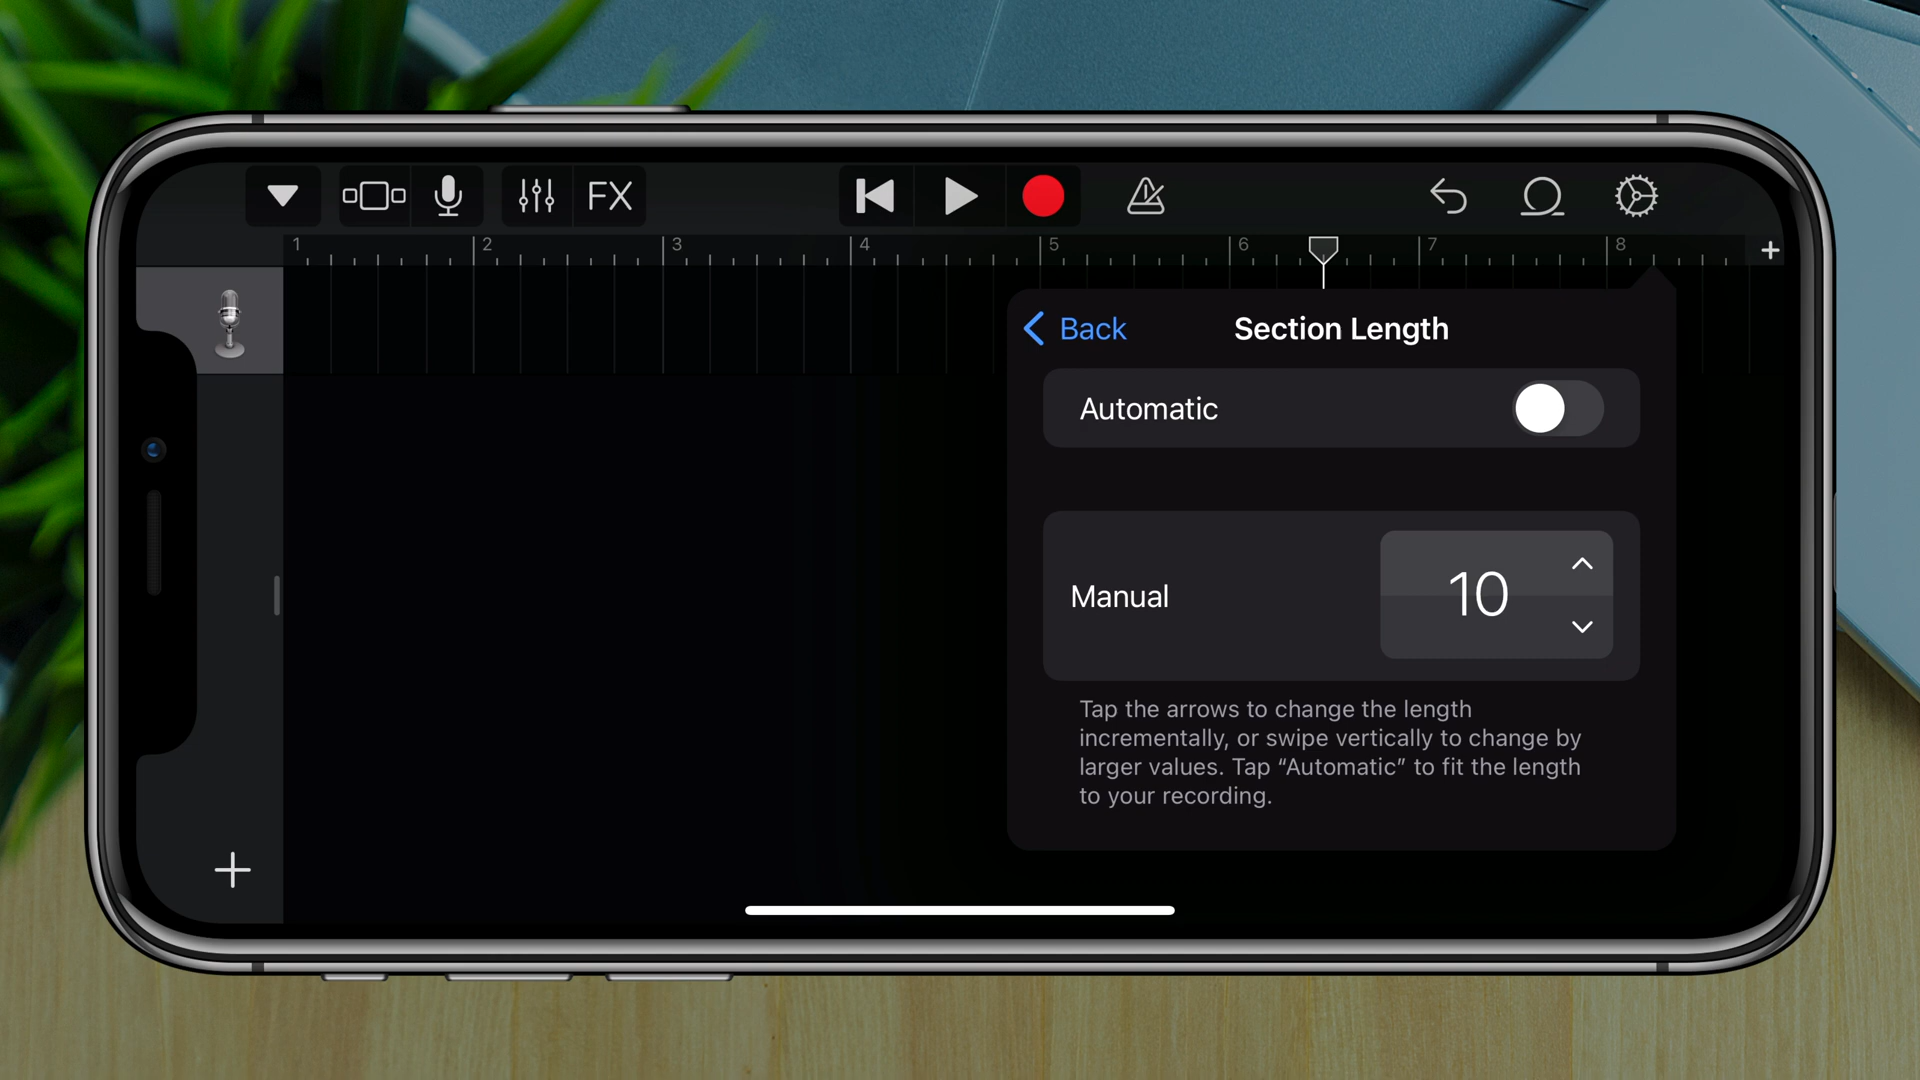 FX
1 2 3 4 5 6 7 8
Back
Section Length
Automatic
Manual
10
Tap the arrows to change the length
incrementally, or swipe vertically to change by
larger values. Tap “Automatic” to fit the length
to your recording.